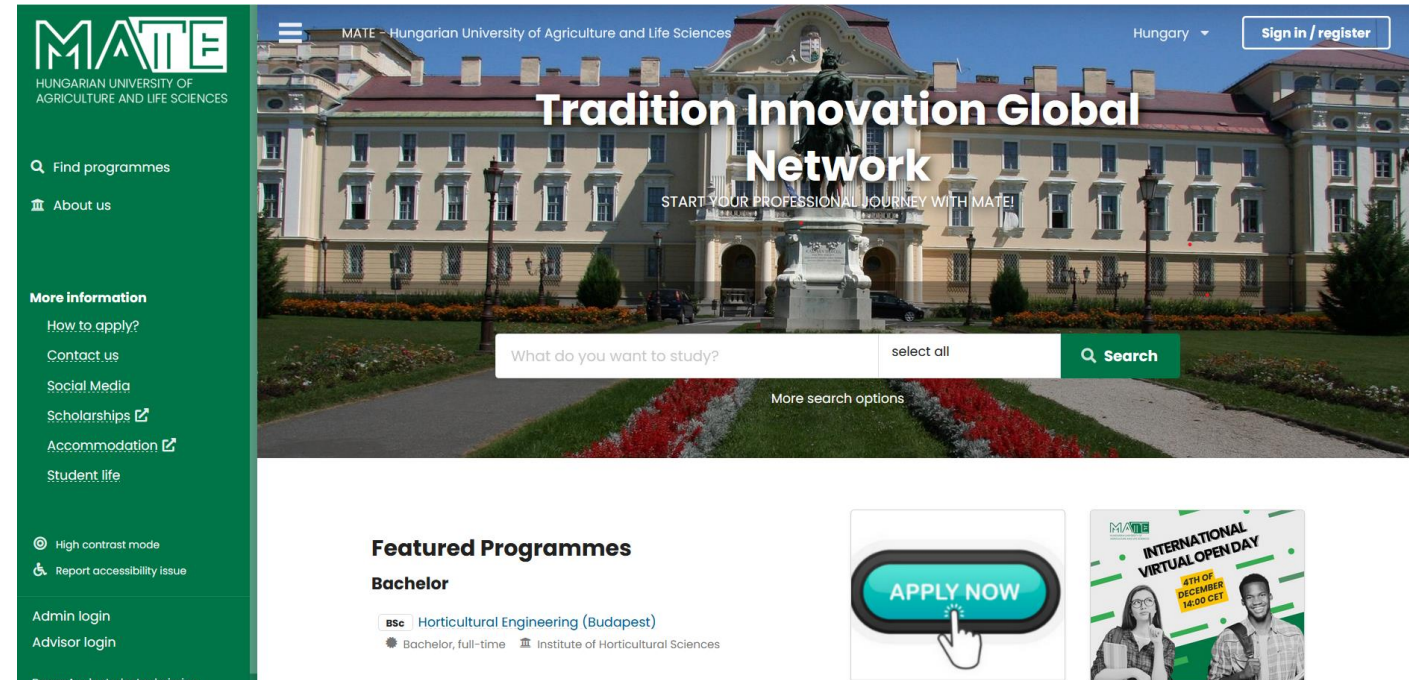 MATE
HUNGARIAN UNIVERSITY OF
AGRICULTURE AND LIFE SCIENCES
Find programmes
About us
More information
How to apply?
Contact us
Social Media
Scholarships
Accommodation
Student life
High contrast mode
Report accessibility issue
Admin login
Advisor login
MATE - Hungarian University of Agriculture and Life Sciences
Hungary
Sign in / register
Tradition Innovation Global
Network
START YOUR PROFESSIONAL JOURNEY WITH MATE!
What do you want to study?
select all
Search
More search options
Featured Programmes
Bachelor
BSc Horticultural Engineering (Budapest)
Bachelor, full-time Institute of Horticultural Sciences
APPLY NOW
MATE
INTERNATIONAL
VIRTUAL OPEN DAY
4TH OF
DECEMBER
14:00 CET